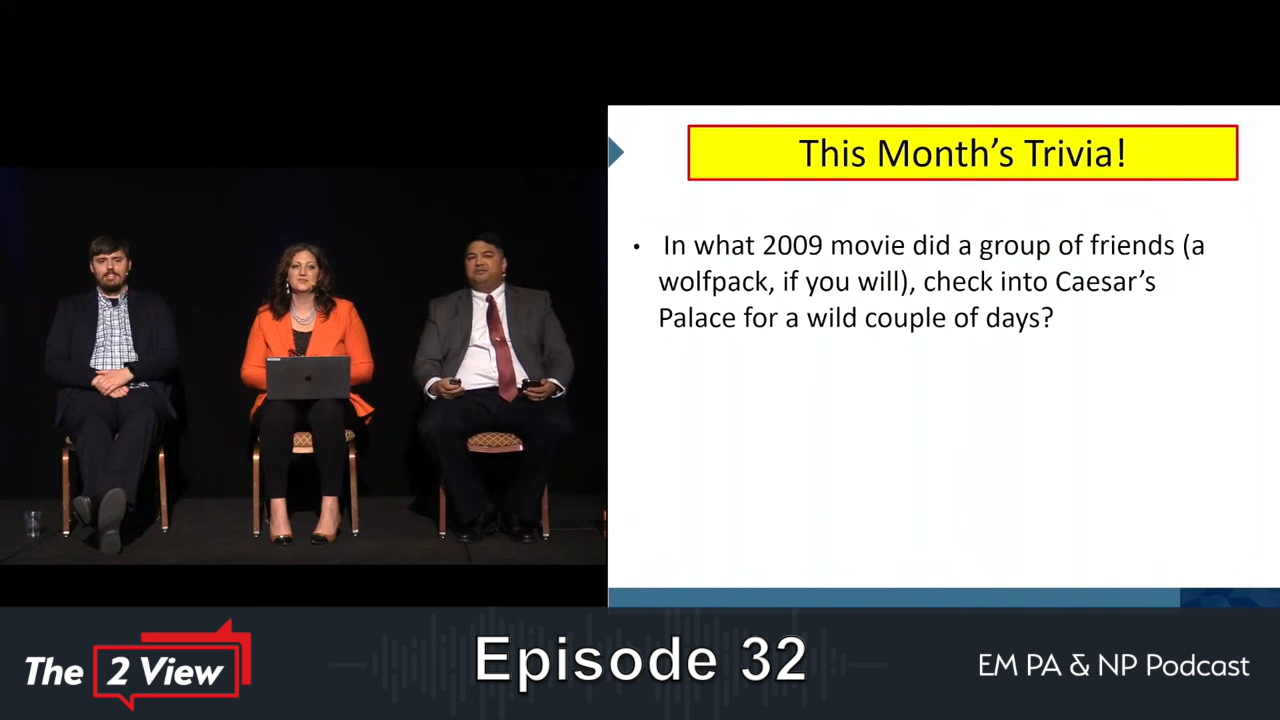 This Month’s Trivia!
• In what 2009 movie did a group of friends (a
wolfpack, if you will), check into Caesar’s
Palace for a wild couple of days?
The 2 View
Episode 32
EM PA & NP Podcast